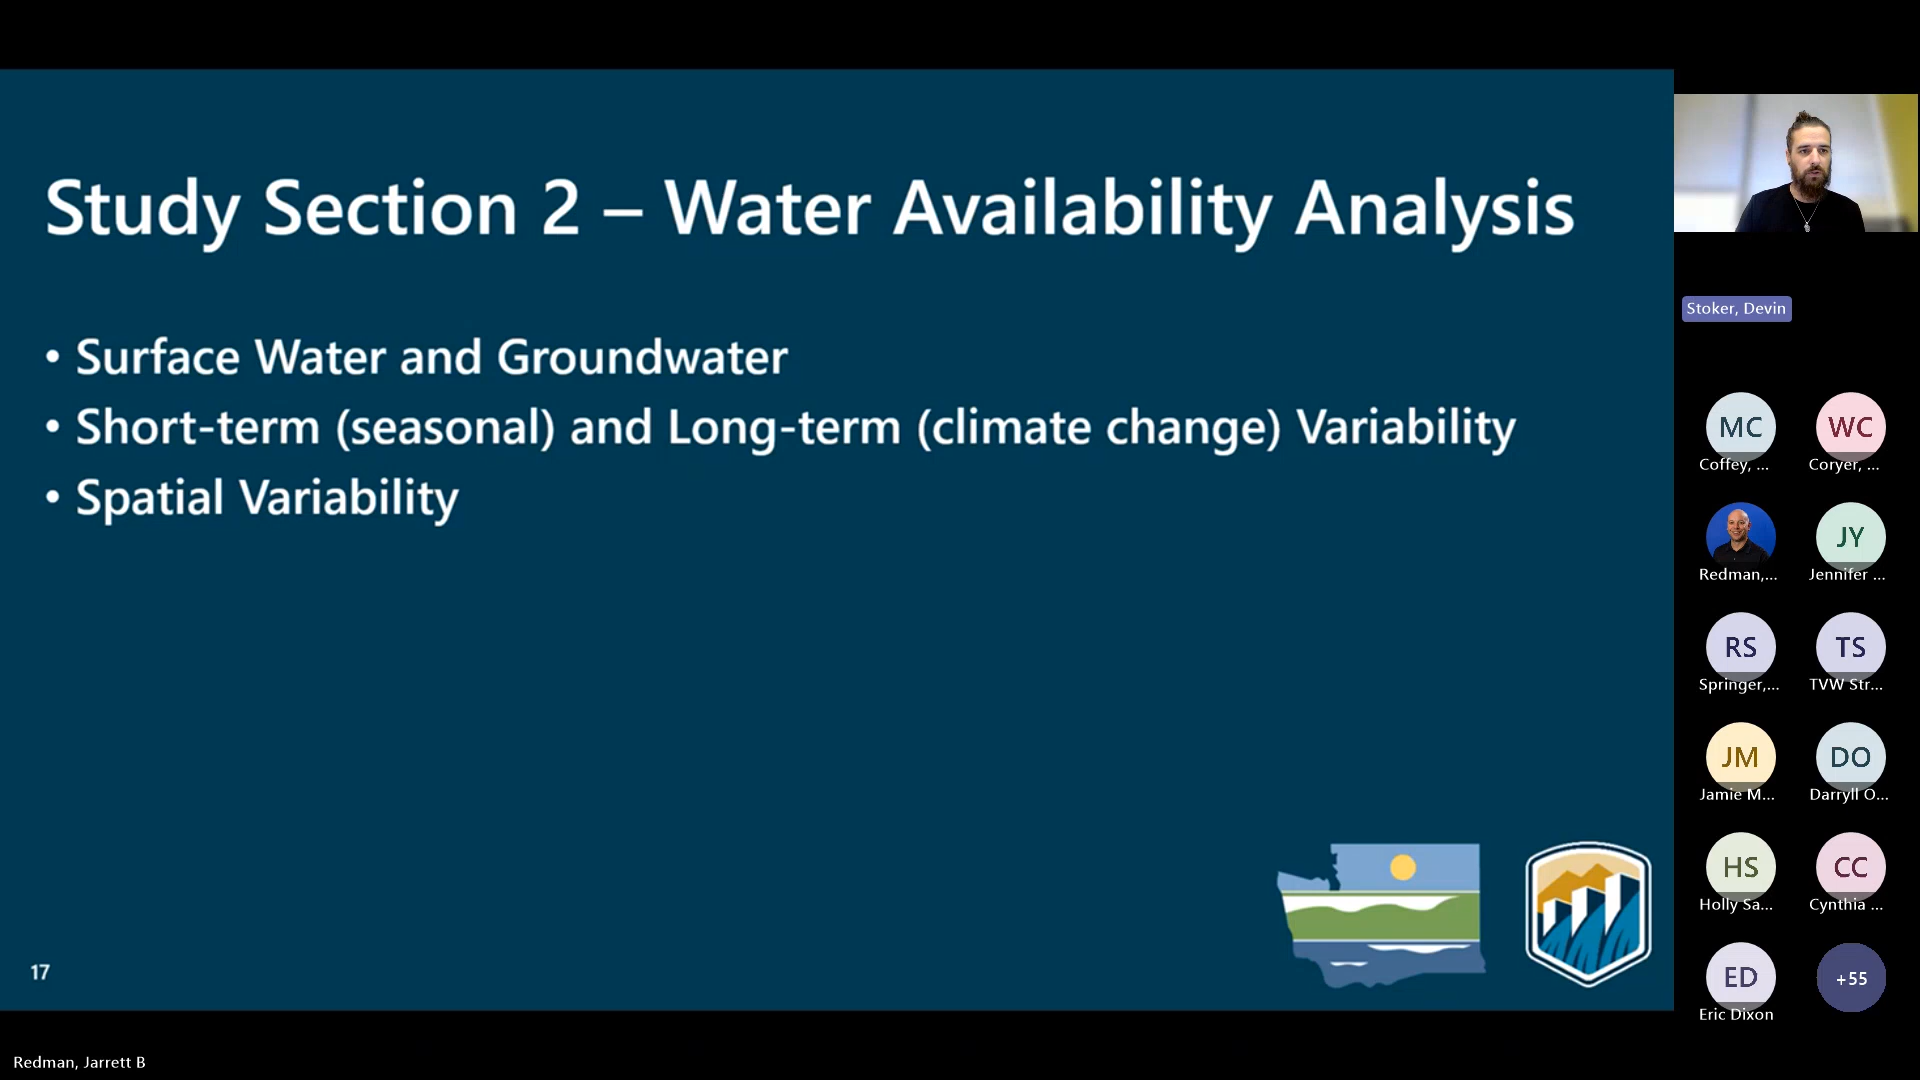 Study Section 2 – Water Availability Analysis
• Surface Water and Groundwater
• Short-term (seasonal) and Long-term (climate change) Variability
• Spatial Variability
17
Stoker, Devin
MC
Coffey, ...
WC
Coryer, ...
Redman,...
JY
Jennifer ...
RS
Springer,...
TS
TVW Str...
JM
Jamie M...
DO
Darryll O...
HS
Holly Sa...
CC
Cynthia ...
ED
Eric Dixon
+55
Redman, Jarrett B